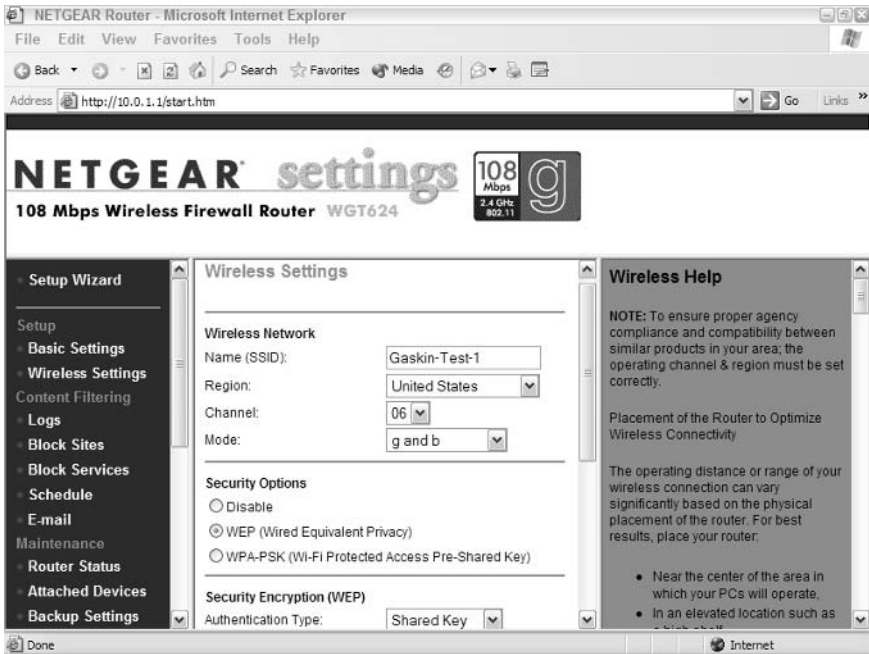 NETGEAR Router - Microsoft Internet Explorer
File Edit View Favorites Tools Help
Back Search Favorites Media
Address http://10.0.1.1/start.htm Go Links »
NETGEAR settings
108 Mbps Wireless Firewall Router WGT624
108
Mbps
2.4 GHz
802.11
g
Setup Wizard
Setup
Basic Settings
Wireless Settings
Content Filtering
Logs
Block Sites
Block Services
Schedule
E-mail
Maintenance
Router Status
Attached Devices
Backup Settings
Wireless Settings
Wireless Network
Name (SSID): Gaskin-Test-1
Region: United States
Channel: 06
Mode: g and b
Security Options
Disable
WEP (Wired Equivalent Privacy)
WPA-PSK (Wi-Fi Protected Access Pre-Shared Key)
Security Encryption (WEP)
Authentication Type: Shared Key
Wireless Help
NOTE: To ensure proper agency
compliance and compatibility between
similar products in your area; the
operating channel & region must be set
correctly.
Placement of the Router to Optimize
Wireless Connectivity
The operating distance or range of your
wireless connection can vary
significantly based on the physical
placement of the router. For best
results, place your router:
• Near the center of the area in
which your PCs will operate,
• In an elevated location such as
Done Internet